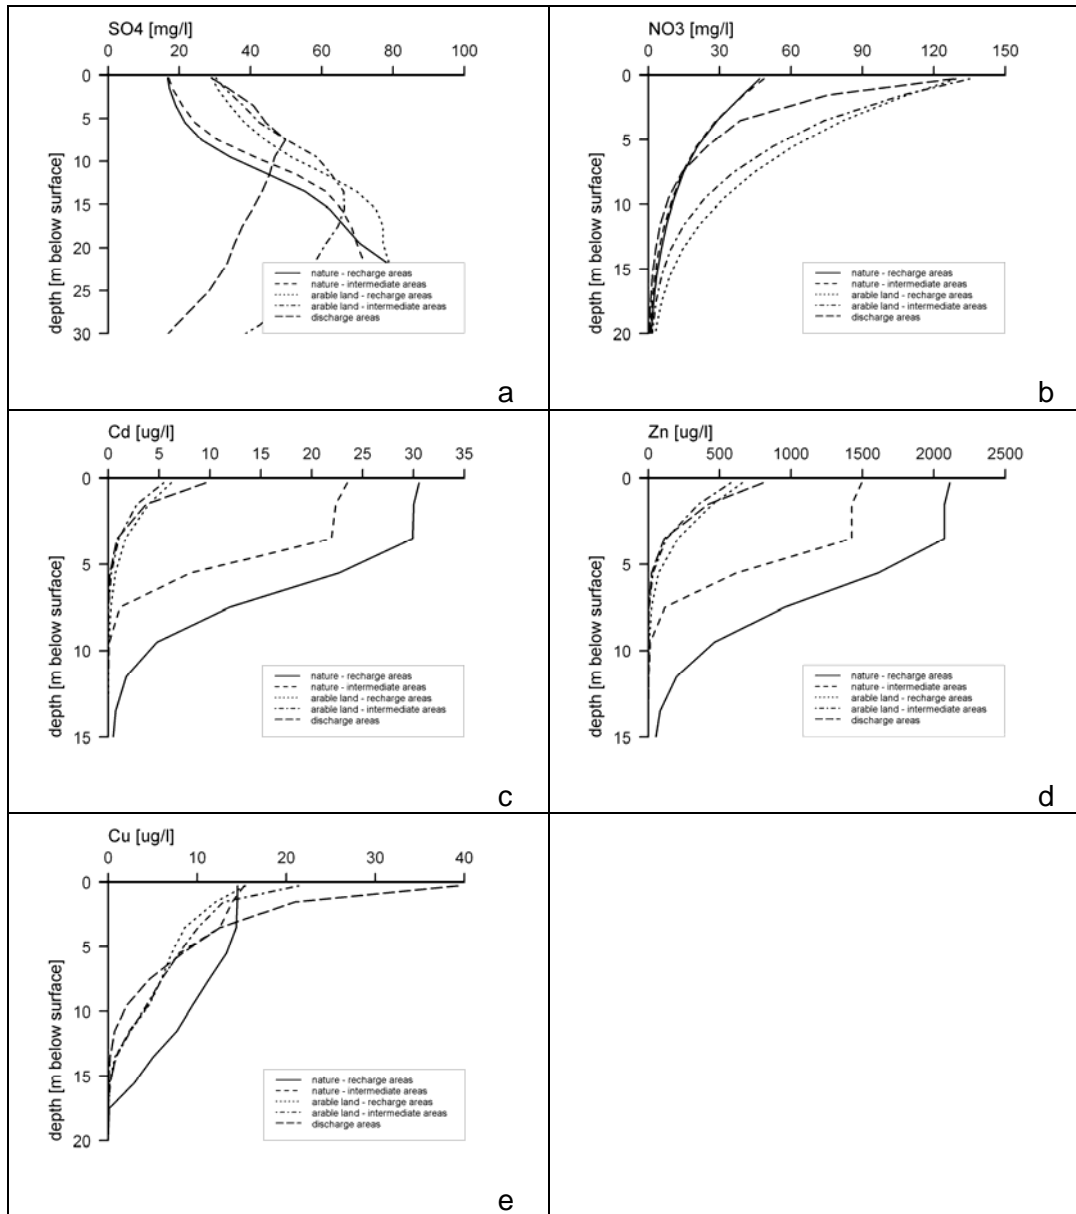 SO4 [mg/l]
0 20 40 60 80 100
0
5
10
15
20
25
30
depth [m below surface]
nature - recharge areas
nature - intermediate areas
arable land - recharge areas
arable land - intermediate areas
discharge areas
a
NO3 [mg/l]
0 30 60 90 120 150
0
5
10
15
20
depth [m below surface]
nature - recharge areas
nature - intermediate areas
arable land - recharge areas
arable land - intermediate areas
discharge areas
b
Cd [ug/l]
0 5 10 15 20 25 30 35
0
5
10
15
depth [m below surface]
nature - recharge areas
nature - intermediate areas
arable land - recharge areas
arable land - intermediate areas
discharge areas
c
Zn [ug/l]
0 500 1000 1500 2000 2500
0
5
10
15
depth [m below surface]
nature - recharge areas
nature - intermediate areas
arable land - recharge areas
arable land - intermediate areas
discharge areas
d
Cu [ug/l]
0 10 20 30 40
0
5
10
15
20
depth [m below surface]
nature - recharge areas
nature - intermediate areas
arable land - recharge areas
arable land - intermediate areas
discharge areas
e